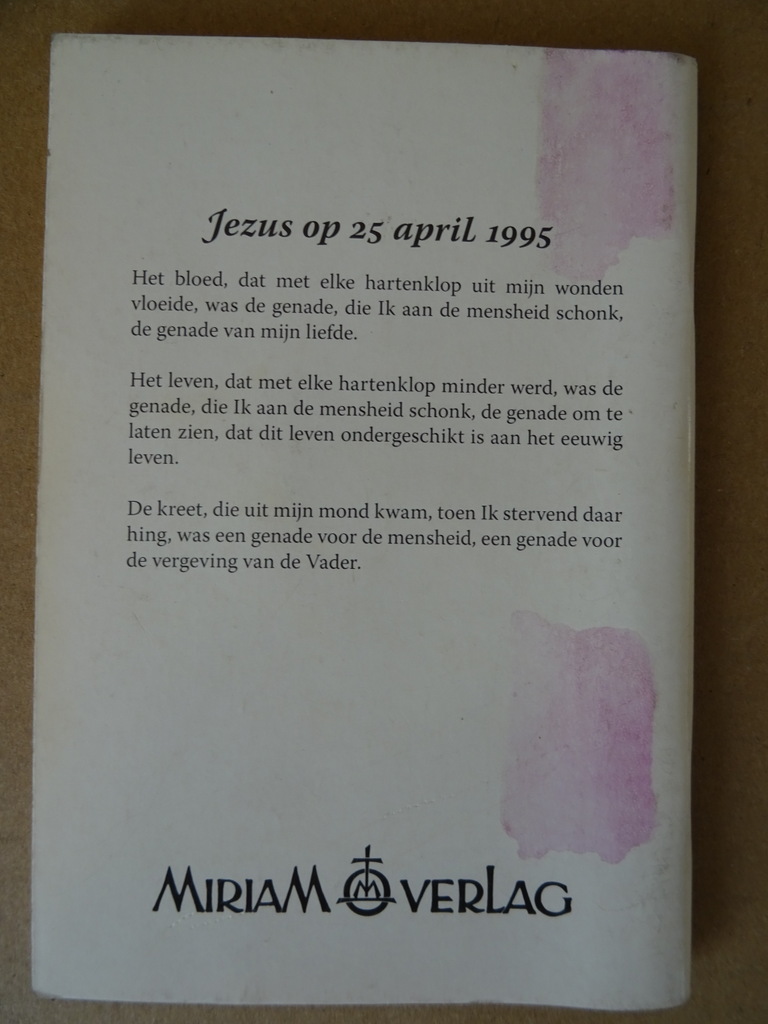 Jezus op 25 april 1995
Het bloed, dat met elke hartenklop uit mijn wonden
vloeide, was de genade, die Ik aan de mensheid schonk,
de genade van mijn liefde.
Het leven, dat met elke hartenklop minder werd, was de
genade, die Ik aan de mensheid schonk, de genade om te
laten zien, dat dit leven ondergeschikt is aan het eeuwig
leven.
De kreet, die uit mijn mond kwam, toen Ik stervend daar
hing, was een genade voor de mensheid, een genade voor
de vergeving van de Vader.
MIRIAM M VERLAG